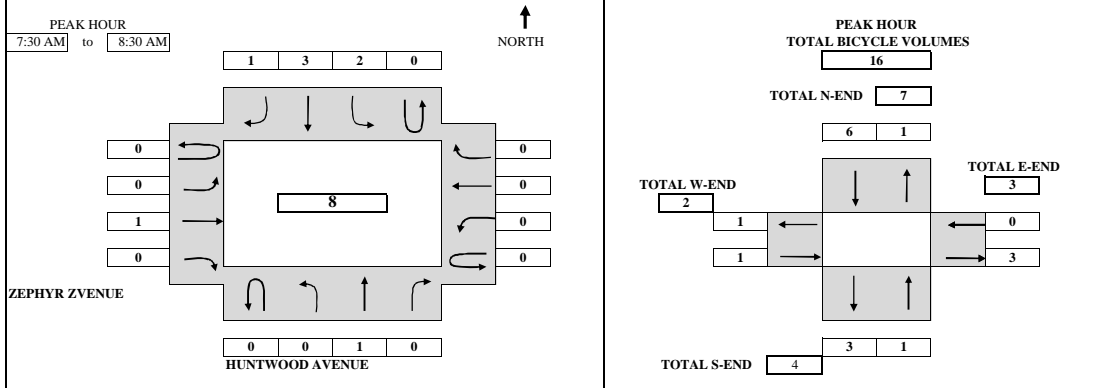 PEAK HOUR
7:30 AM to 8:30 AM
NORTH
1 3 2 0
0 0
0 0
8
1 0
0 0
ZEPHYR ZVENUE
0 0 1 0
HUNTWOOD AVENUE
PEAK HOUR
TOTAL BICYCLE VOLUMES
16
TOTAL N-END 7
6 1
TOTAL E-END
3
TOTAL W-END
2
1 0
1 3
3 1
TOTAL S-END 4